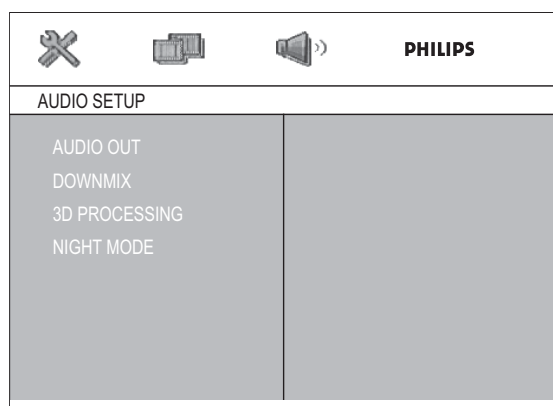 PHILIPS
AUDIO SETUP
AUDIO OUT
DOWNMIX
3D PROCESSING
NIGHT MODE